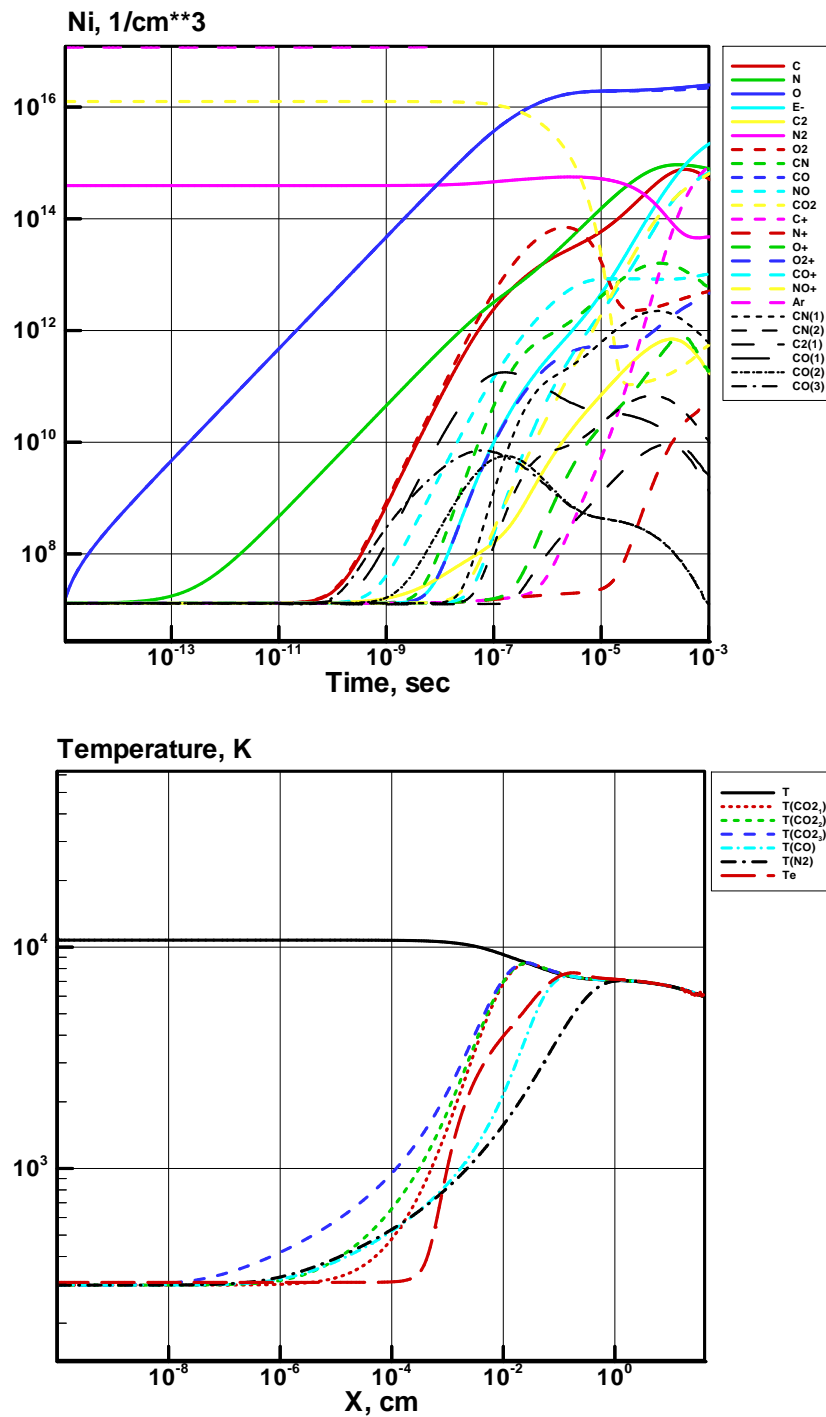 Ni, 1/cm**3
10^16
10^14
10^12
10^10
10^8
10^-13
10^-11
10^-9
10^-7
10^-5
10^-3
Time, sec
C
N
O
E-
C2
N2
O2
CN
CO
NO
CO2
C+
N+
O+
O2+
CO+
NO+
Ar
CN(1)
CN(2)
C2(1)
CO(1)
CO(2)
CO(3)
Temperature, K
10^4
10^3
10^-8
10^-6
10^-4
10^-2
10^0
X, cm
T
T(CO2₁)
T(CO2₂)
T(CO2₃)
T(CO)
T(N2)
Te